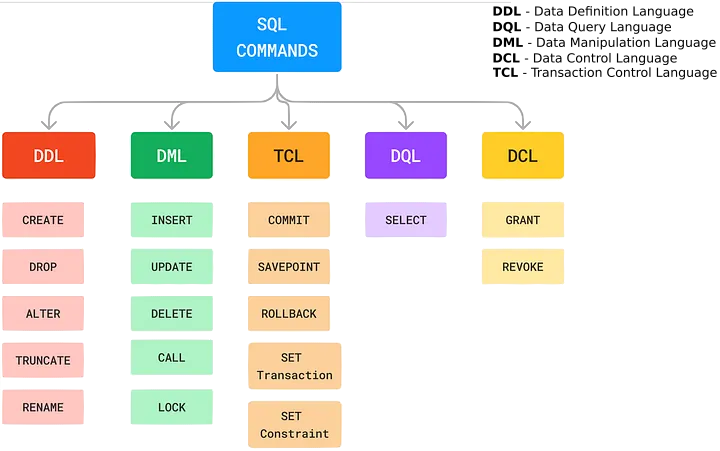 SQL
COMMANDS
DDL - Data Definition Language
DQL - Data Query Language
DML - Data Manipulation Language
DCL - Data Control Language
TCL - Transaction Control Language
DDL
DML
TCL
DQL
DCL
CREATE
INSERT
COMMIT
SELECT
GRANT
DROP
UPDATE
SAVEPOINT
REVOKE
ALTER
DELETE
ROLLBACK
TRUNCATE
CALL
SET
Transaction
RENAME
LOCK
SET
Constraint